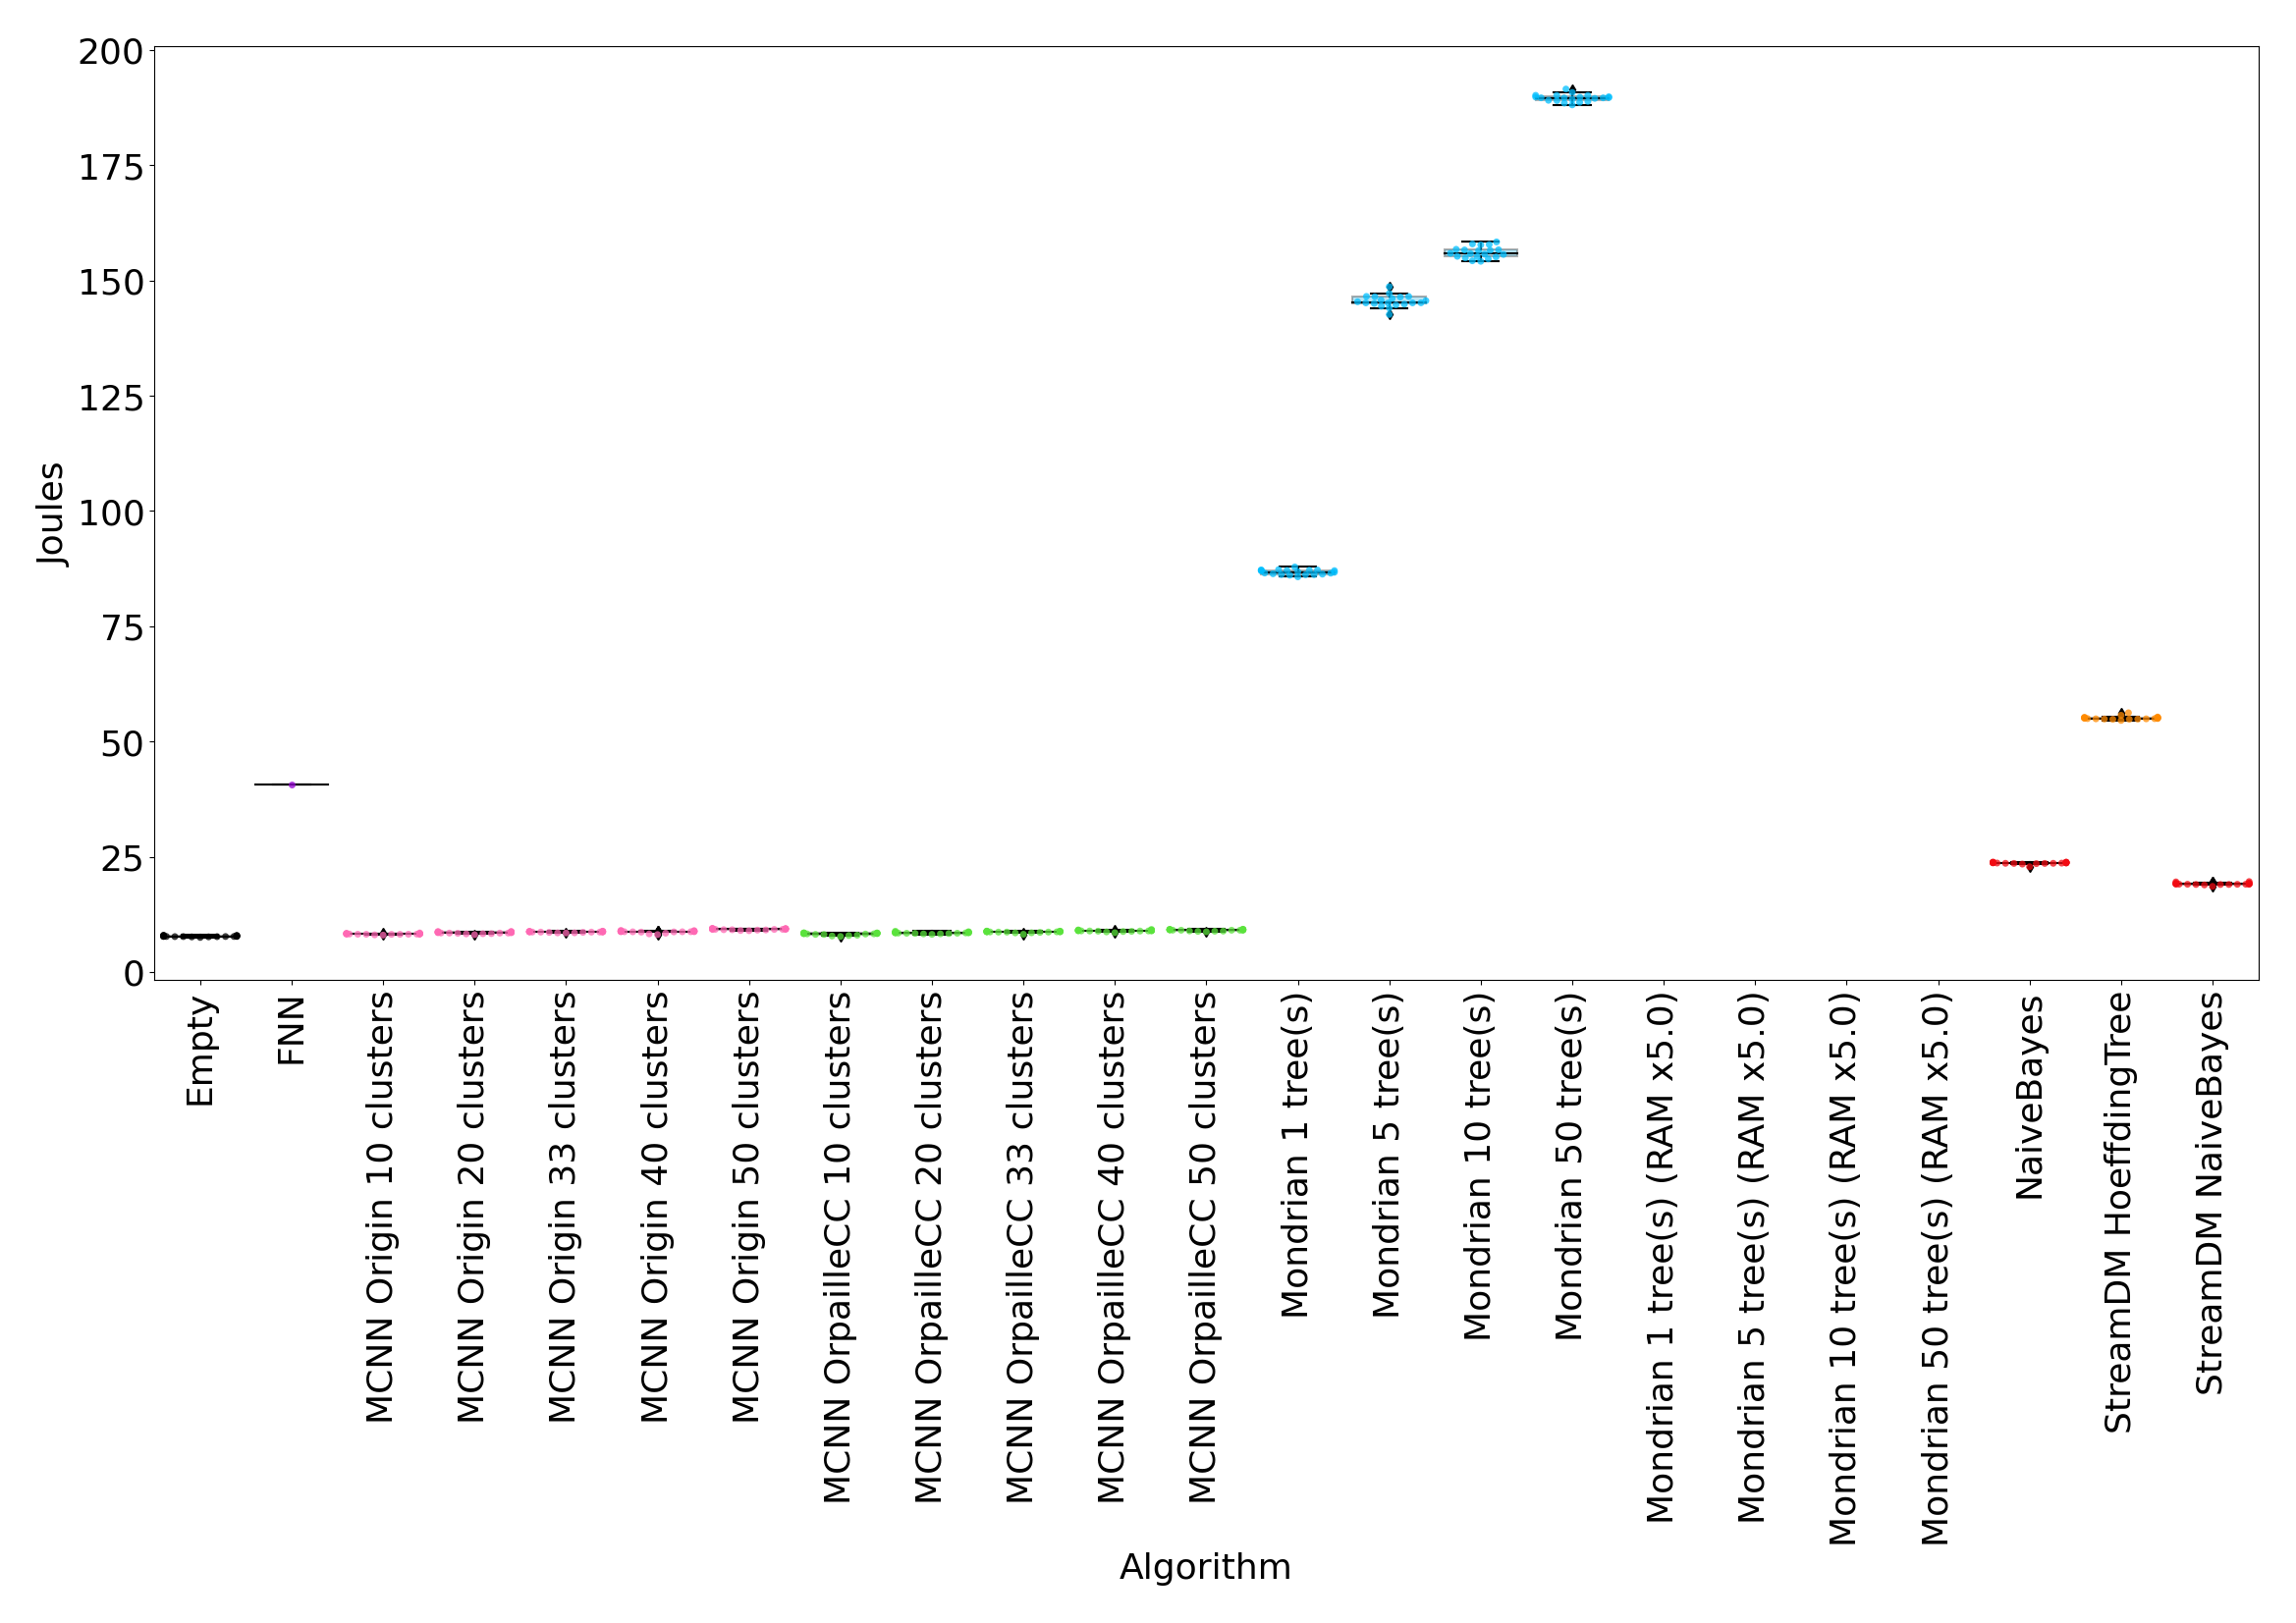 200
175
150
125
100
75
50
25
0
Joules
Empty
FNN
MCNN Origin 10 clusters
MCNN Origin 20 clusters
MCNN Origin 33 clusters
MCNN Origin 40 clusters
MCNN Origin 50 clusters
MCNN OrpailleCC 10 clusters
MCNN OrpailleCC 20 clusters
MCNN OrpailleCC 33 clusters
MCNN OrpailleCC 40 clusters
MCNN OrpailleCC 50 clusters
Mondrian 1 tree(s)
Mondrian 5 tree(s)
Mondrian 10 tree(s)
Mondrian 50 tree(s)
Mondrian 1 tree(s) (RAM x5.0)
Mondrian 5 tree(s) (RAM x5.0)
Mondrian 10 tree(s) (RAM x5.0)
Mondrian 50 tree(s) (RAM x5.0)
NaiveBayes
StreamDM HoeffdingTree
StreamDM NaiveBayes
Algorithm